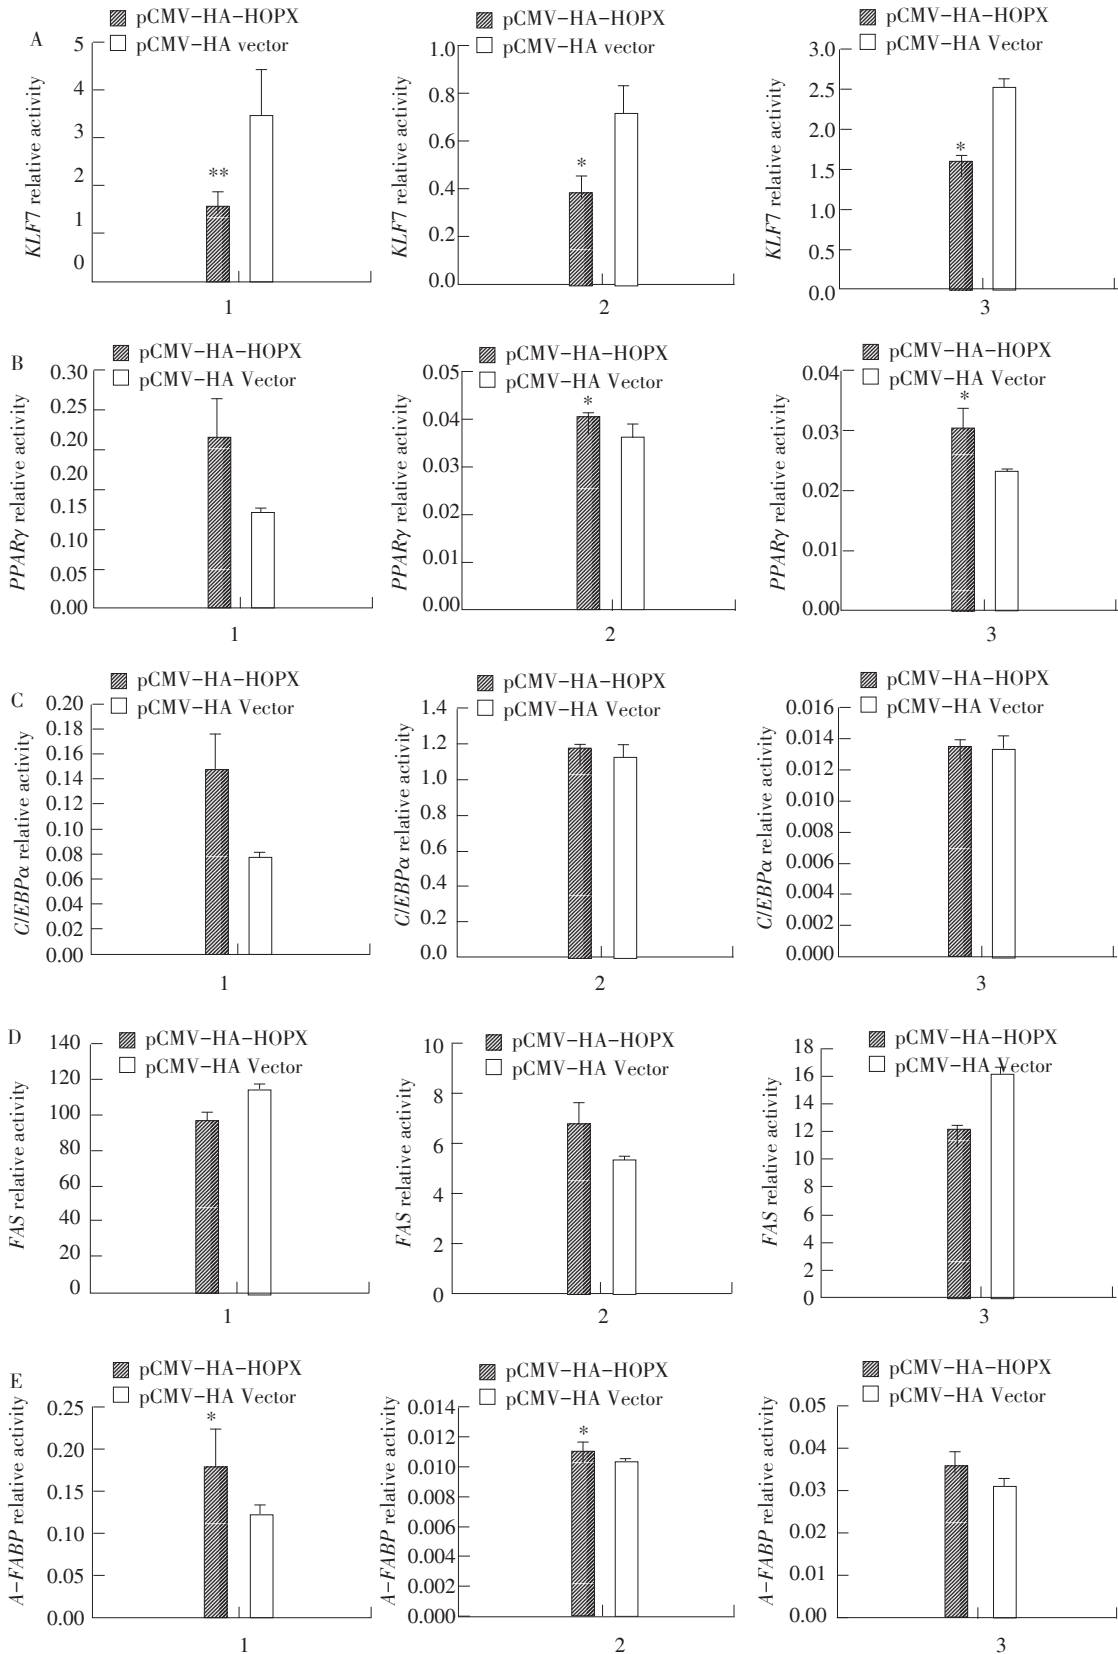 A
pCMV-HA-HOPX
pCMV-HA vector
KLF7 relative activity
5
4
3
2
1
0
**
1
pCMV-HA-HOPX
pCMV-HA vector
KLF7 relative activity
1.0
0.8
0.6
0.4
0.2
0.0
*
2
pCMV-HA-HOPX
pCMV-HA Vector
KLF7 relative activity
3.0
2.5
2.0
1.5
1.0
0.5
0.0
*
3
B
pCMV-HA-HOPX
pCMV-HA Vector
PPARγ relative activity
0.30
0.25
0.20
0.20
0.15
0.10
0.05
0.00
1
pCMV-HA-HOPX
pCMV-HA Vector
PPARγ relative activity
0.05
0.04
0.03
0.02
0.01
0.00
*
2
pCMV-HA-HOPX
pCMV-HA Vector
PPARγ relative activity
0.04
0.03
0.02
0.01
0.00
*
3
C
pCMV-HA-HOPX
pCMV-HA Vector
C/EBPα relative activity
0.20
0.18
0.16
0.14
0.12
0.10
0.08
0.06
0.04
0.02
0.00
1
pCMV-HA-HOPX
pCMV-HA Vector
C/EBPα relative activity
1.4
1.2
1.0
0.8
0.6
0.4
0.2
0.0
2
pCMV-HA-HOPX
pCMV-HA Vector
C/EBPα relative activity
0.016
0.014
0.012
0.010
0.008
0.006
0.004
0.002
0.000
3
D
pCMV-HA-HOPX
pCMV-HA Vector
FAS relative activity
140
120
100
80
60
40
20
0
1
pCMV-HA-HOPX
pCMV-HA Vector
FAS relative activity
10
8
6
4
2
0
2
pCMV-HA-HOPX
pCMV-HA Vector
FAS relative activity
18
16
14
12
10
8
6
4
2
0
3
E
pCMV-HA-HOPX
pCMV-HA Vector
A-FABP relative activity
0.25
0.20
0.15
0.10
0.05
0.00
*
1
pCMV-HA-HOPX
pCMV-HA Vector
A-FABP relative activity
0.014
0.012
0.010
0.008
0.006
0.004
0.002
0.000
*
2
pCMV-HA-HOPX
pCMV-HA Vector
A-FABP relative activity
0.05
0.04
0.03
0.02
0.01
0.00
3